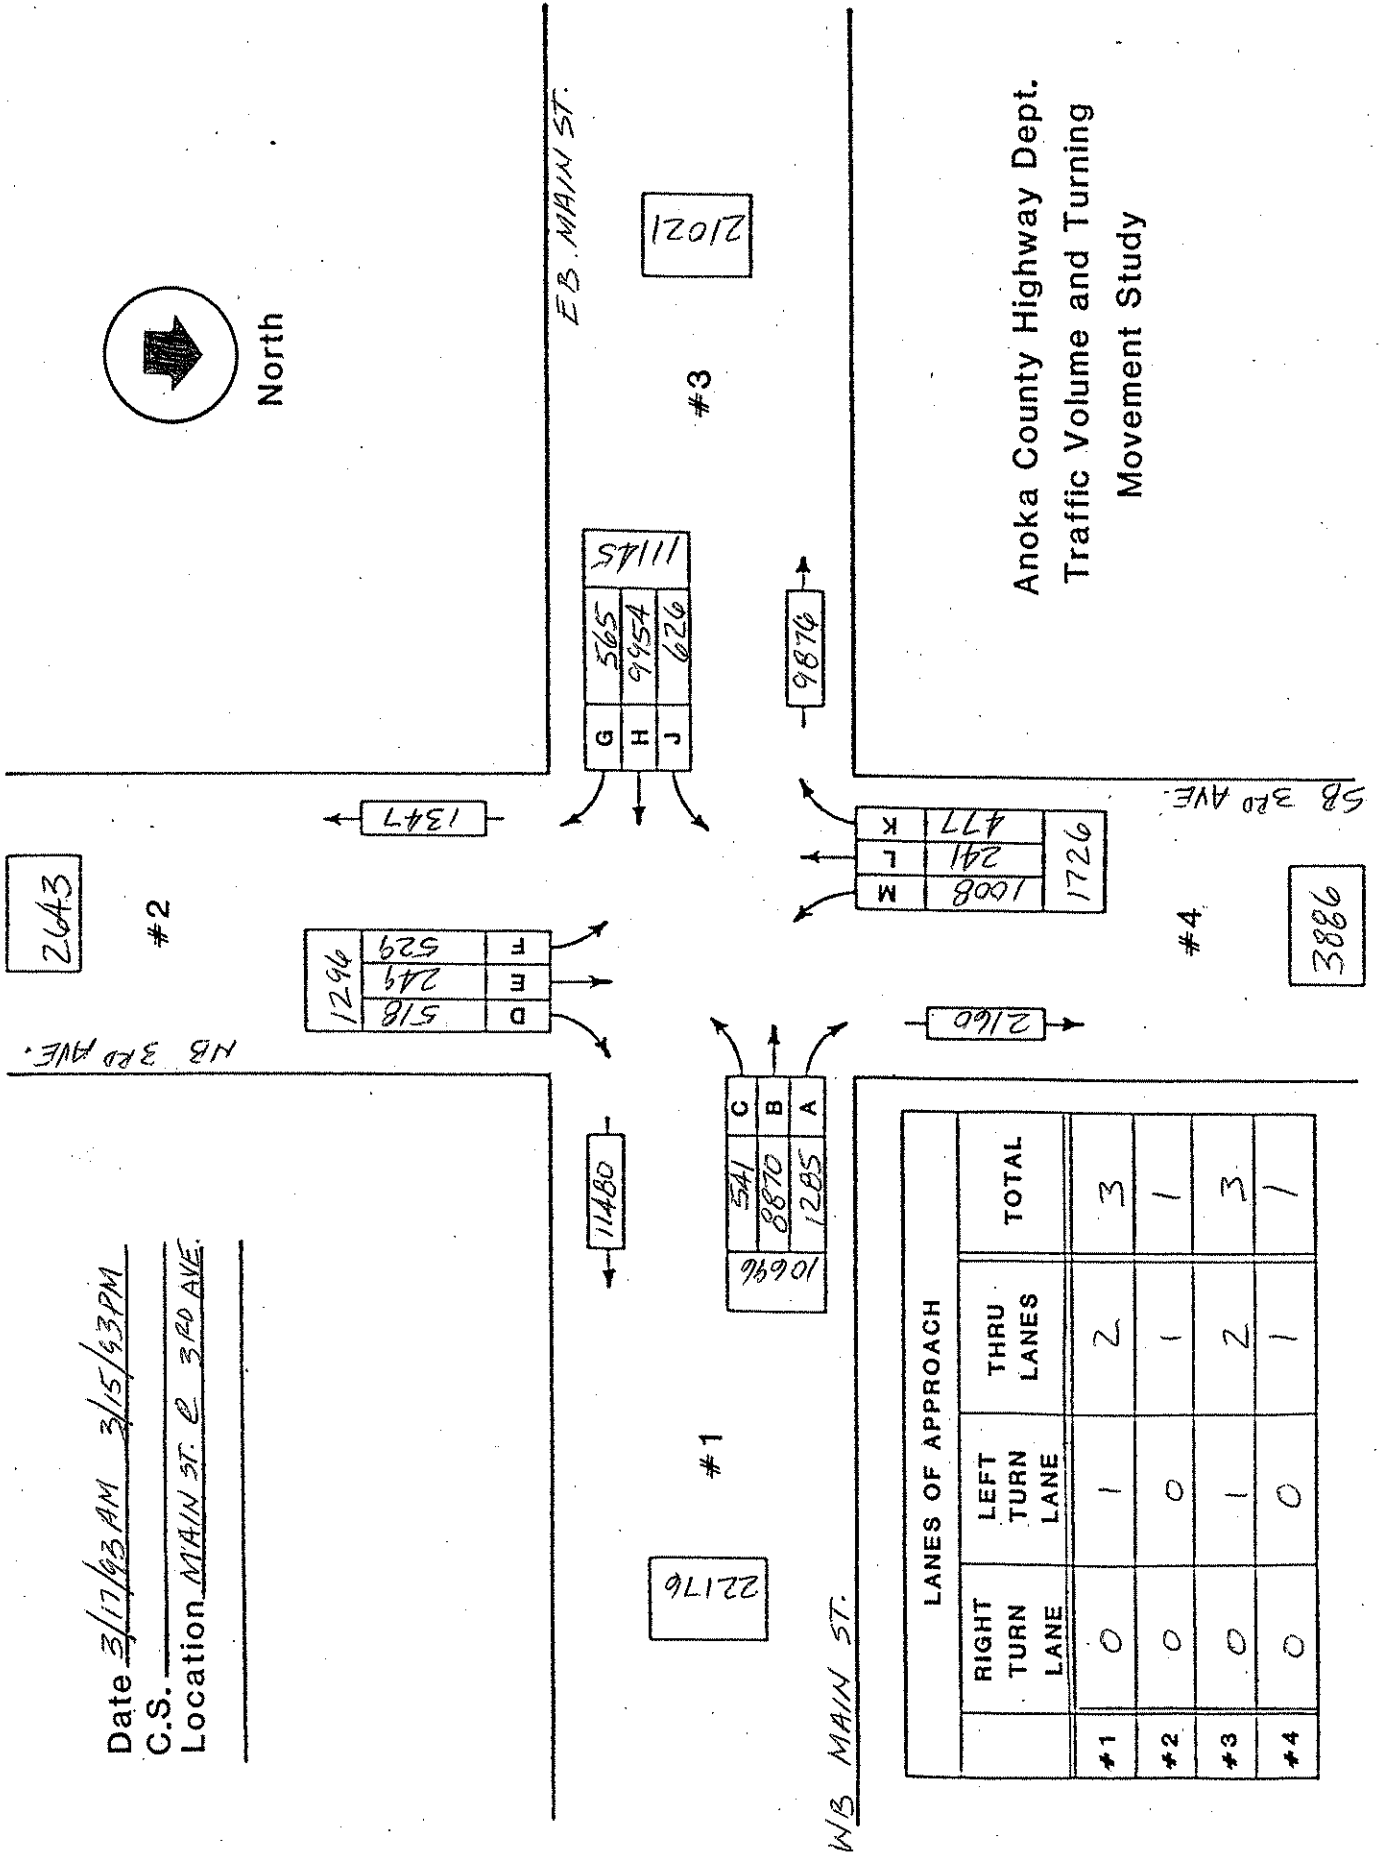 Date 3/17/93 AM 3/15/93 PM
C.S.
Location MAIN ST. @ 3RD AVE.
North
NB 3RD AVE.
2643
#2
1296
518 249 529
D E F
1347
EB. MAIN ST.
11480
G 565
H 9954
J 626
11145
21021
#3
22176
#1
10696
541 C
8870 B
1285 A
9876
WB MAIN ST.
2160
M L K
1008 241 477
1726
#4
3886
SB 3RD AVE.
LANES OF APPROACH
RIGHT TURN LANE
LEFT TURN LANE
THRU LANES
TOTAL
#1 0 1 2 3
#2 0 0 1 1
#3 0 1 2 3
#4 0 0 1 1
Anoka County Highway Dept.
Traffic Volume and Turning
Movement Study